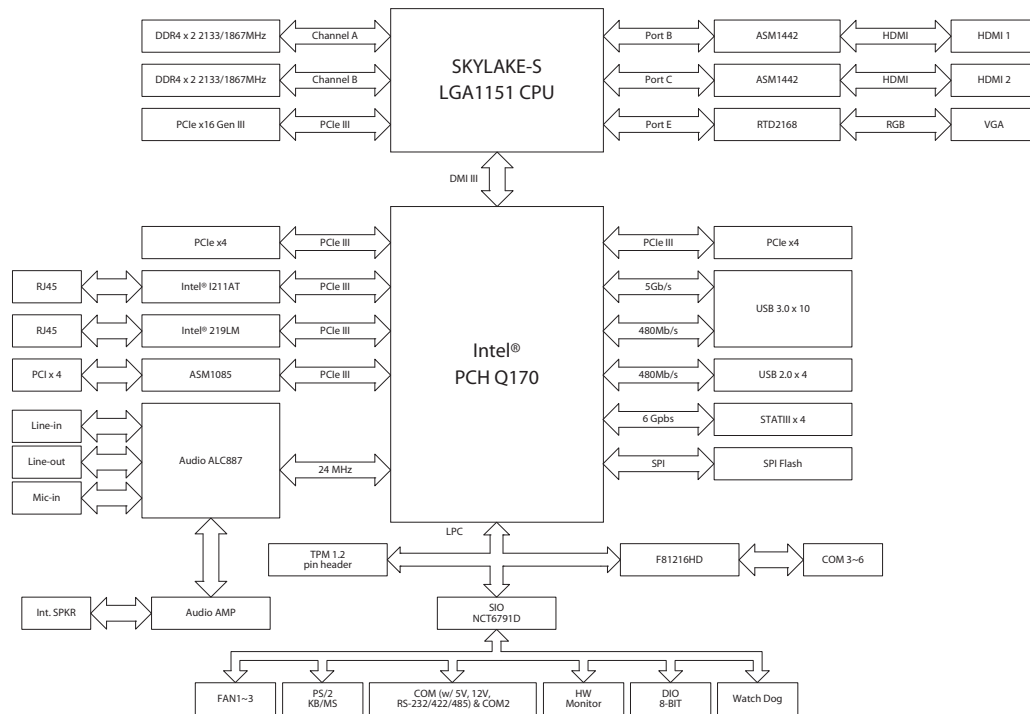 DDR4 x 2 2133/1867MHz
Channel A
SKYLAKE-S
LGA1151 CPU
Port B
ASM1442
HDMI
HDMI 1
DDR4 x 2 2133/1867MHz
Channel B
Port C
ASM1442
HDMI
HDMI 2
PCIe x16 Gen III
PCIe III
Port E
RTD2168
RGB
VGA
DMI III
PCIe x4
PCIe III
Intel®
PCH Q170
PCIe III
PCIe x4
RJ45
Intel® I211AT
PCIe III
5Gb/s
USB 3.0 x 10
RJ45
Intel® 219LM
PCIe III
480Mb/s
PCI x 4
ASM1085
PCIe III
480Mb/s
USB 2.0 x 4
Line-in
Line-out
Mic-in
Audio ALC887
24 MHz
6 Gpbs
STATIII x 4
SPI
SPI Flash
LPC
TPM 1.2
pin header
F81216HD
COM 3~6
Int. SPKR
Audio AMP
SIO
NCT6791D
FAN1~3
PS/2
KB/MS
COM (w/ 5V, 12V,
RS-232/422/485) & COM2
HW
Monitor
DIO
8-BIT
Watch Dog